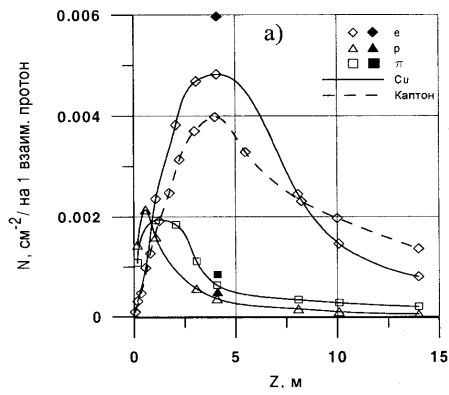 0.006
а)
e
p
π
Cu
Каптон
0.004
0.002
0
N, см⁻²/ на 1 взаим. протон
0 5 10 15
Z, м